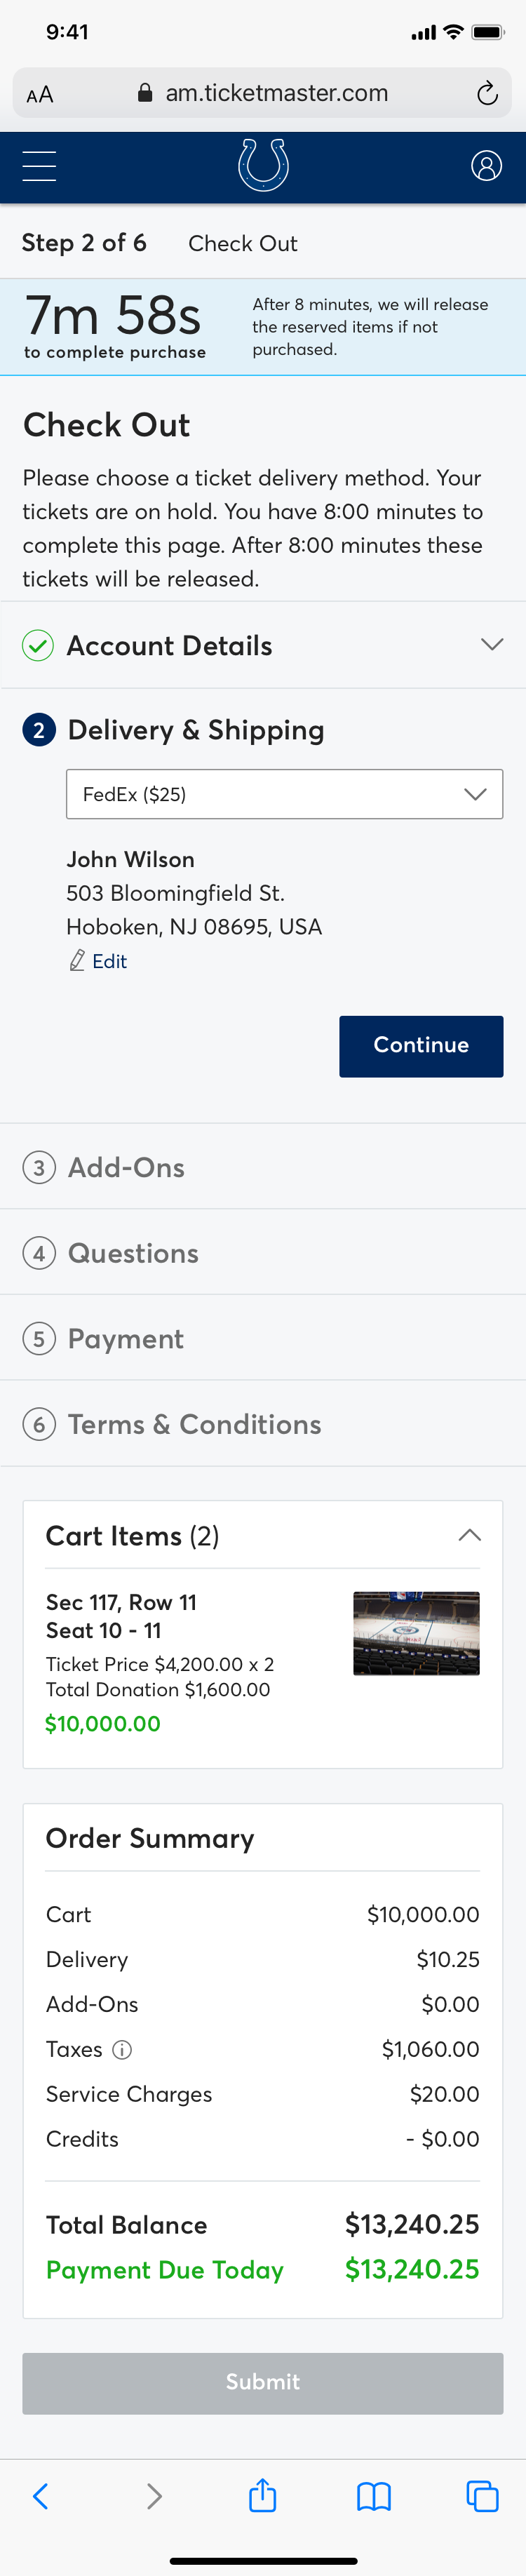 9:41
AA am.ticketmaster.com
Step 2 of 6 Check Out
7m 58s
to complete purchase
After 8 minutes, we will release
the reserved items if not
purchased.
Check Out
Please choose a ticket delivery method. Your
tickets are on hold. You have 8:00 minutes to
complete this page. After 8:00 minutes these
tickets will be released.
Account Details
2 Delivery & Shipping
FedEx ($25)
John Wilson
503 Bloomingfield St.
Hoboken, NJ 08695, USA
Edit
Continue
3 Add-Ons
4 Questions
5 Payment
6 Terms & Conditions
Cart Items (2)
Sec 117, Row 11
Seat 10 - 11
Ticket Price $4,200.00 x 2
Total Donation $1,600.00
$10,000.00
Order Summary
Cart $10,000.00
Delivery $10.25
Add-Ons $0.00
Taxes $1,060.00
Service Charges $20.00
Credits - $0.00
Total Balance $13,240.25
Payment Due Today $13,240.25
Submit